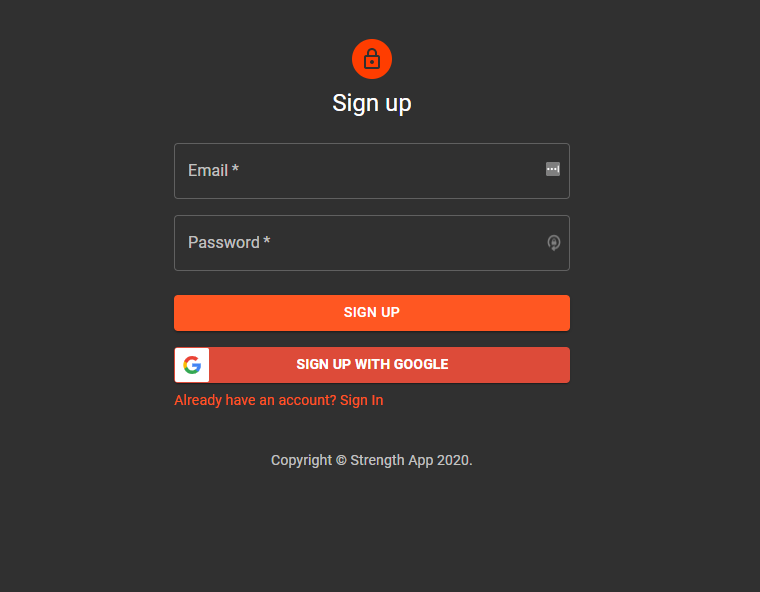 Sign up
Email *
Password *
SIGN UP
SIGN UP WITH GOOGLE
Already have an account? Sign In
Copyright © Strength App 2020.